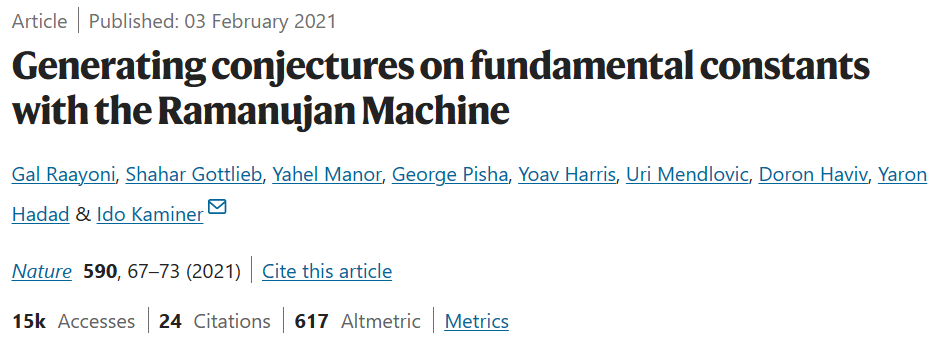 Article | Published: 03 February 2021
Generating conjectures on fundamental constants
with the Ramanujan Machine
Gal Raayoni, Shahar Gottlieb, Yahel Manor, George Pisha, Yoav Harris, Uri Mendlovic, Doron Haviv, Yaron
Hadad & Ido Kaminer
Nature 590, 67–73 (2021) | Cite this article
15k Accesses | 24 Citations | 617 Altmetric | Metrics